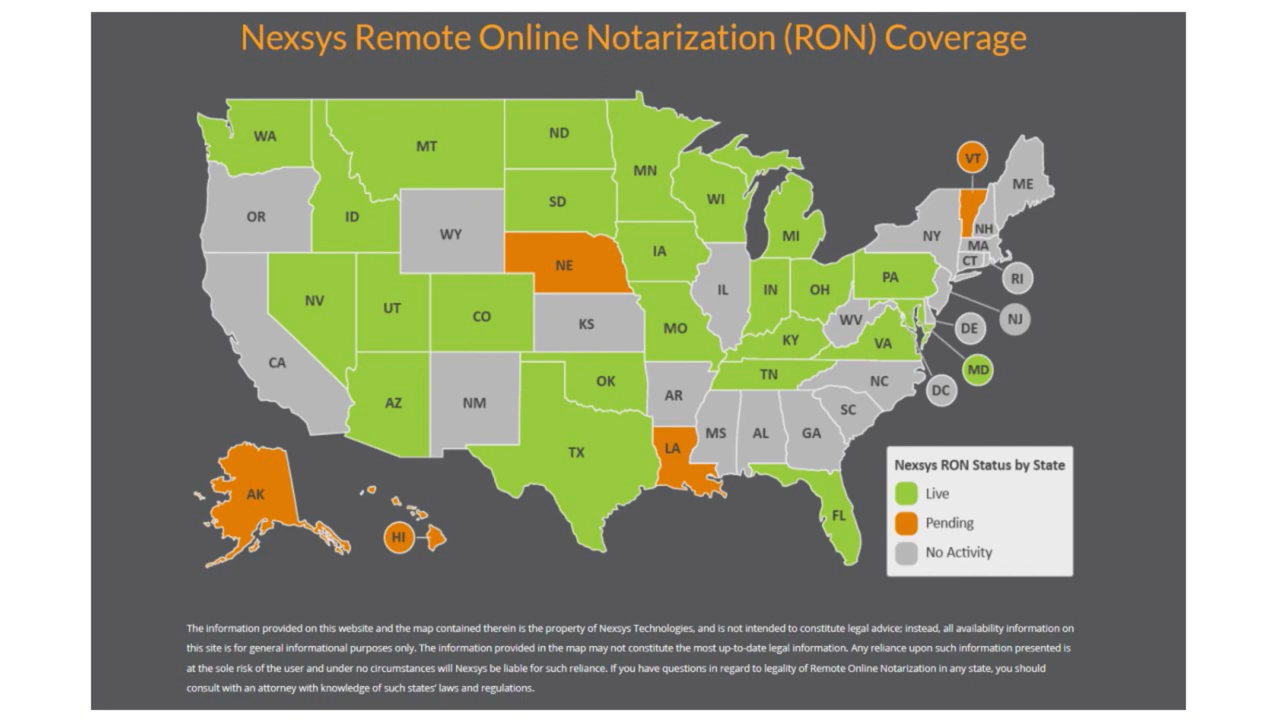 Nexsys Remote Online Notarization (RON) Coverage
WA
MT
ND
MN
VT
ME
OR
ID
SD
WI
WY
MI
NY
NH
MA
CT
RI
NE
IA
PA
NV
UT
CO
IL
IN
OH
NJ
KS
MO
WV
DE
KY
VA
CA
MD
TN
OK
AR
NC
DC
AZ
NM
SC
MS
AL
GA
TX
LA
FL
AK
HI
Nexsys RON Status by State
Live
Pending
No Activity
The information provided on this website and the map contained therein is the property of Nexsys Technologies, and is not intended to constitute legal advice; instead, all availability information on
this site is for general informational purposes only. The information provided in the map may not constitute the most up-to-date legal information. Any reliance upon such information presented is
at the sole risk of the user and under no circumstances will Nexsys be liable for such reliance. If you have questions in regard to legality of Remote Online Notarization in any state, you should
consult with an attorney with knowledge of such states' laws and regulations.